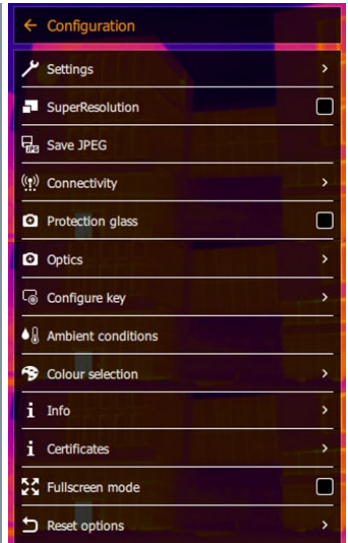 Configuration
Settings
SuperResolution
JPG
Save JPEG
Connectivity
Protection glass
Optics
Configure key
Ambient conditions
Colour selection
Info
Certificates
Fullscreen mode
Reset options